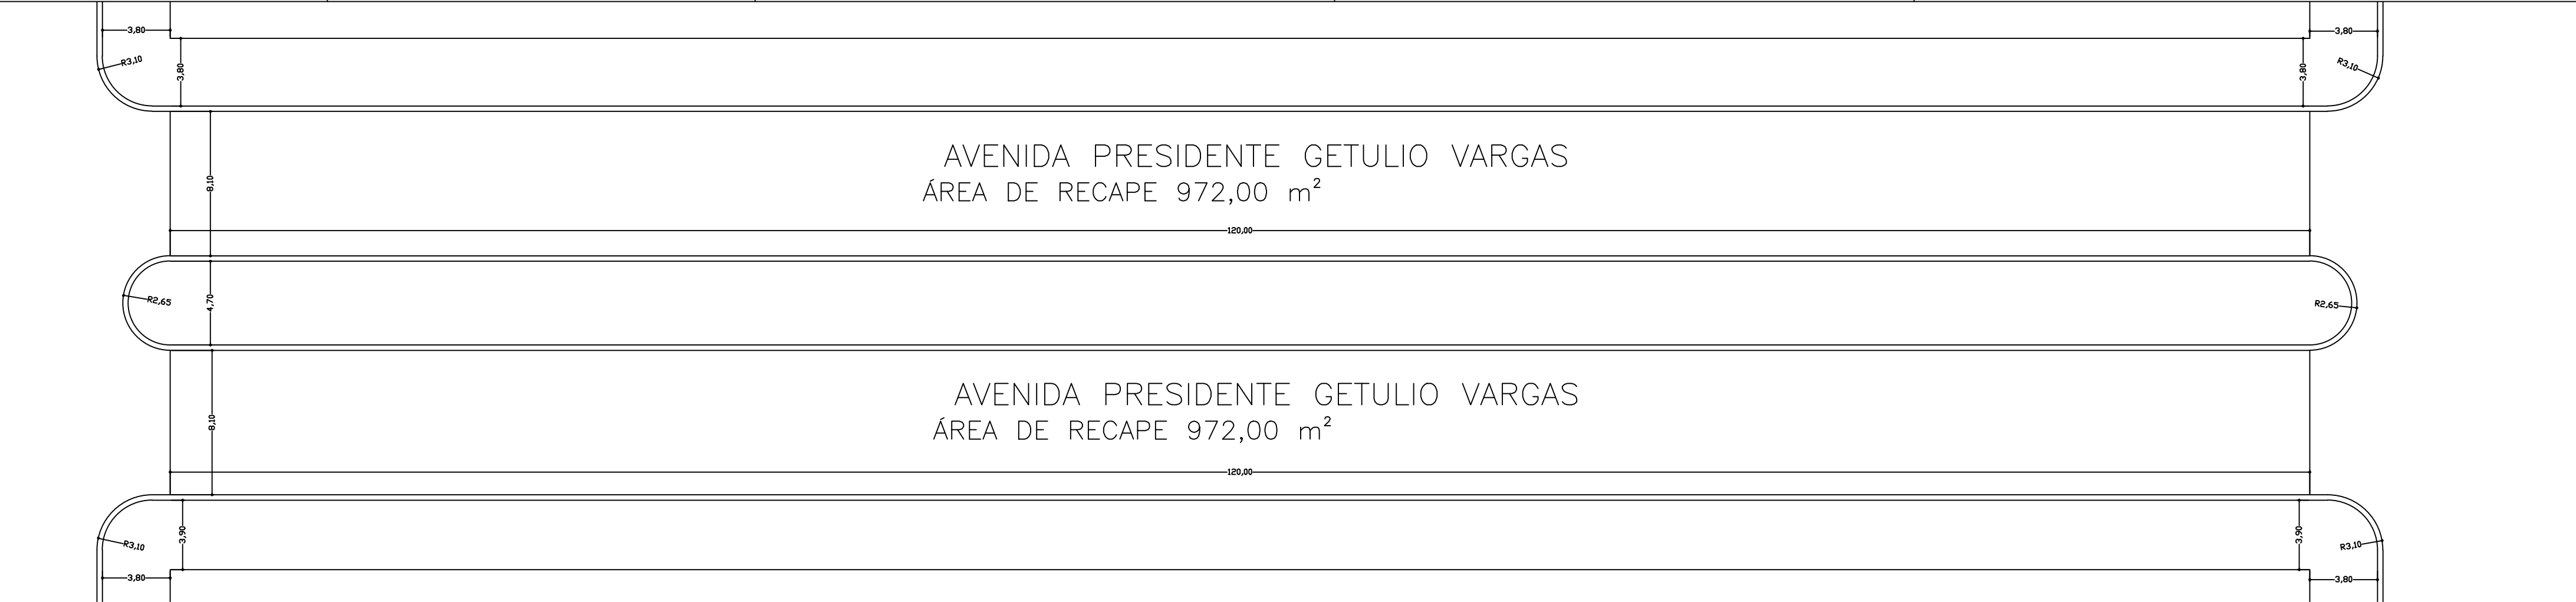 3,80
3,80
R3,10
3,80
3,80
R3,10
AVENIDA PRESIDENTE GETULIO VARGAS
8,10
ÁREA DE RECAPE 972,00 m²
120,00
R2,65
4,70
R2,65
AVENIDA PRESIDENTE GETULIO VARGAS
8,10
ÁREA DE RECAPE 972,00 m²
120,00
3,90
3,90
R3,10
R3,10
3,80
3,80